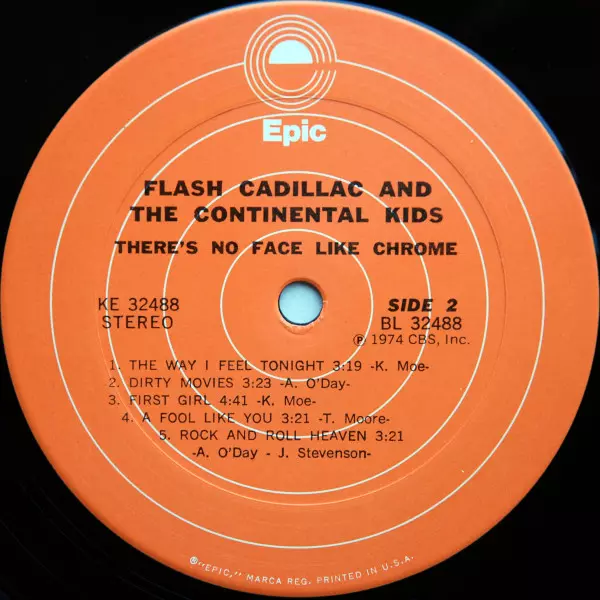 Epic
FLASH CADILLAC AND
THE CONTINENTAL KIDS
THERE'S NO FACE LIKE CHROME
KE 32488
STEREO
SIDE 2
BL 32488
℗ 1974 CBS, Inc.
1. THE WAY I FEEL TONIGHT 3:19 -K. Moe-
2. DIRTY MOVIES 3:23 -A. O'Day-
3. FIRST GIRL 4:41 -K. Moe-
4. A FOOL LIKE YOU 3:21 -T. Moore-
5. ROCK AND ROLL HEAVEN 3:21
-A. O'Day - J. Stevenson-
®"EPIC," MARCA REG. PRINTED IN U.S.A.